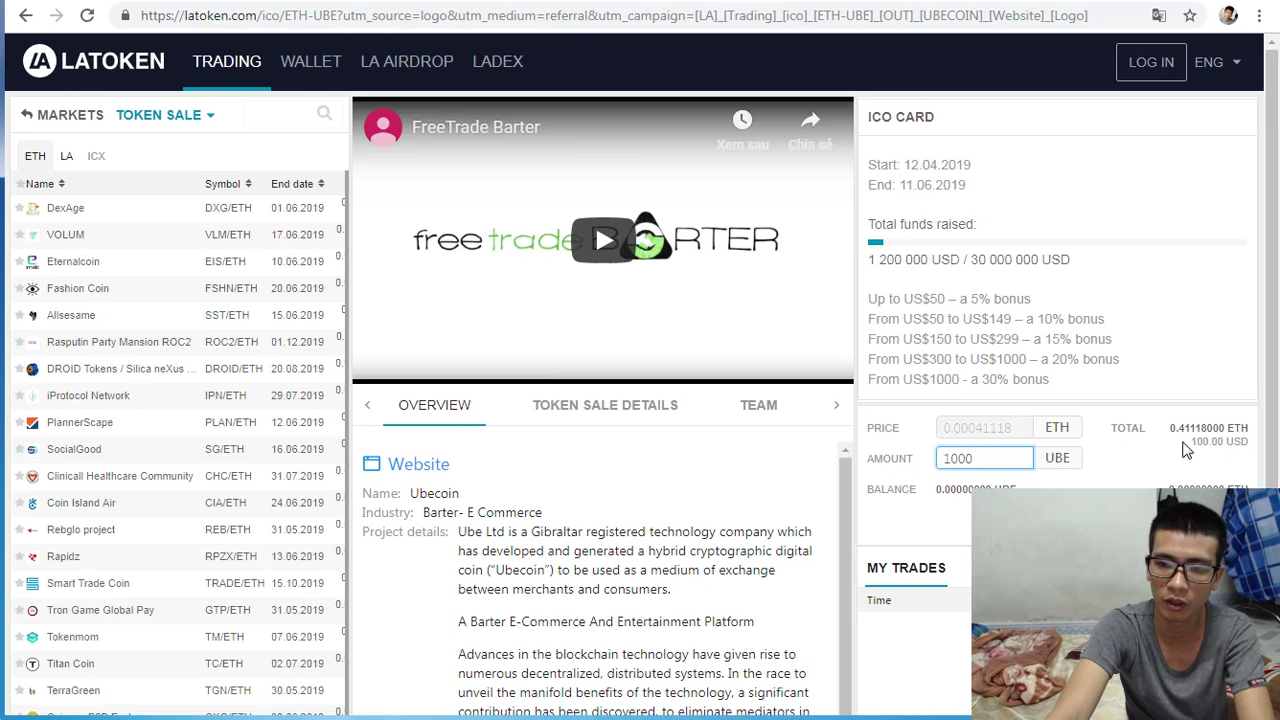 https://latoken.com/ico/ETH-UBE?utm_source=logo&utm_medium=referral&utm_campaign=[LA]_[Trading]_[ico]_[ETH-UBE]_[OUT]_[UBECOIN]_[Website]_[Logo]
LATOKEN TRADING WALLET LA AIRDROP LADEX LOG IN ENG
MARKETS TOKEN SALE
ETH LA ICX
Name Symbol End date
DexAge DXG/ETH 01.06.2019
VOLUM VLM/ETH 17.06.2019
Eternalcoin EIS/ETH 10.06.2019
Fashion Coin FSHN/ETH 20.06.2019
Allsesame SST/ETH 15.06.2019
Rasputin Party Mansion ROC2 ROC2/ETH 01.12.2019
DROID Tokens / Silica neXus ... DROID/ETH 20.08.2019
iProtocol Network IPN/ETH 29.07.2019
PlannerScape PLAN/ETH 12.06.2019
SocialGood SG/ETH 16.06.2019
Clinicall Healthcare Community CHC/ETH 27.05.2019
Coin Island Air CIA/ETH 24.06.2019
Rebglo project REB/ETH 31.05.2019
Rapidz RPZX/ETH 13.06.2019
Smart Trade Coin TRADE/ETH 15.10.2019
Tron Game Global Pay GTP/ETH 31.05.2019
Tokenmom TM/ETH 07.06.2019
Titan Coin TC/ETH 02.07.2019
TerraGreen TGN/ETH 30.05.2019
FreeTrade Barter
Xem sau Chia sẻ
free trade BARTER
OVERVIEW TOKEN SALE DETAILS TEAM
Website
Name: Ubecoin
Industry: Barter- E Commerce
Project details: Ube Ltd is a Gibraltar registered technology company which
has developed and generated a hybrid cryptographic digital
coin (“Ubecoin”) to be used as a medium of exchange
between merchants and consumers.
A Barter E-Commerce And Entertainment Platform
Advances in the blockchain technology have given rise to
numerous decentralized, distributed systems. In the race to
unveil the manifold benefits of the technology, a significant
contribution has been discovered, to eliminate mediators in
ICO CARD
Start: 12.04.2019
End: 11.06.2019
Total funds raised:
1 200 000 USD / 30 000 000 USD
Up to US$50 – a 5% bonus
From US$50 to US$149 – a 10% bonus
From US$150 to US$299 – a 15% bonus
From US$300 to US$1000 – a 20% bonus
From US$1000 - a 30% bonus
PRICE 0.00041118 ETH TOTAL 0.41118000 ETH
100.00 USD
AMOUNT 1000 UBE
BALANCE 0.00000000 UBE 0.00000000 ETH
MY TRADES
Time